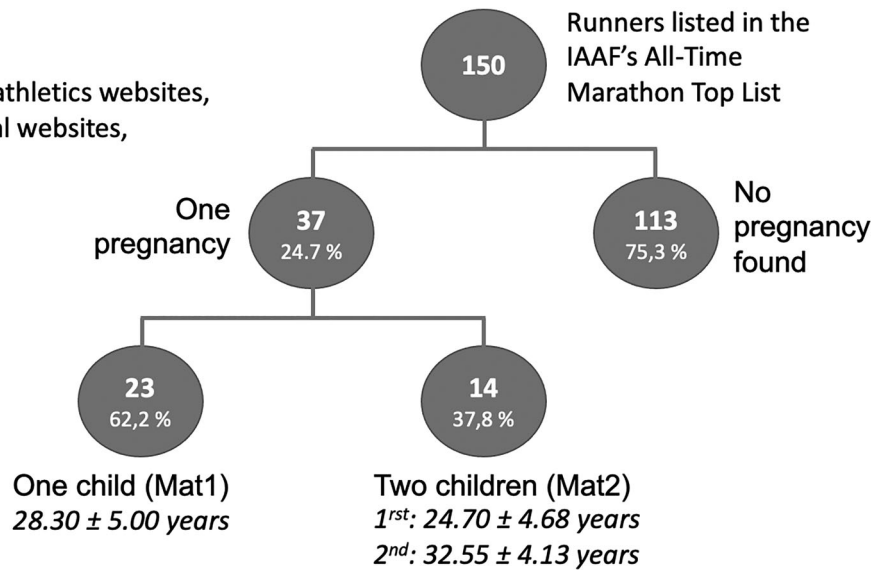 150
Runners listed in the
IAAF's All-Time
Marathon Top List
athletics websites,
websites,
One
pregnancy
37
24.7 %
113
75,3 %
No
pregnancy
found
23
62,2 %
14
37,8 %
One child (Mat1)
28.30 ± 5.00 years
Two children (Mat2)
1rst: 24.70 ± 4.68 years
2nd: 32.55 ± 4.13 years